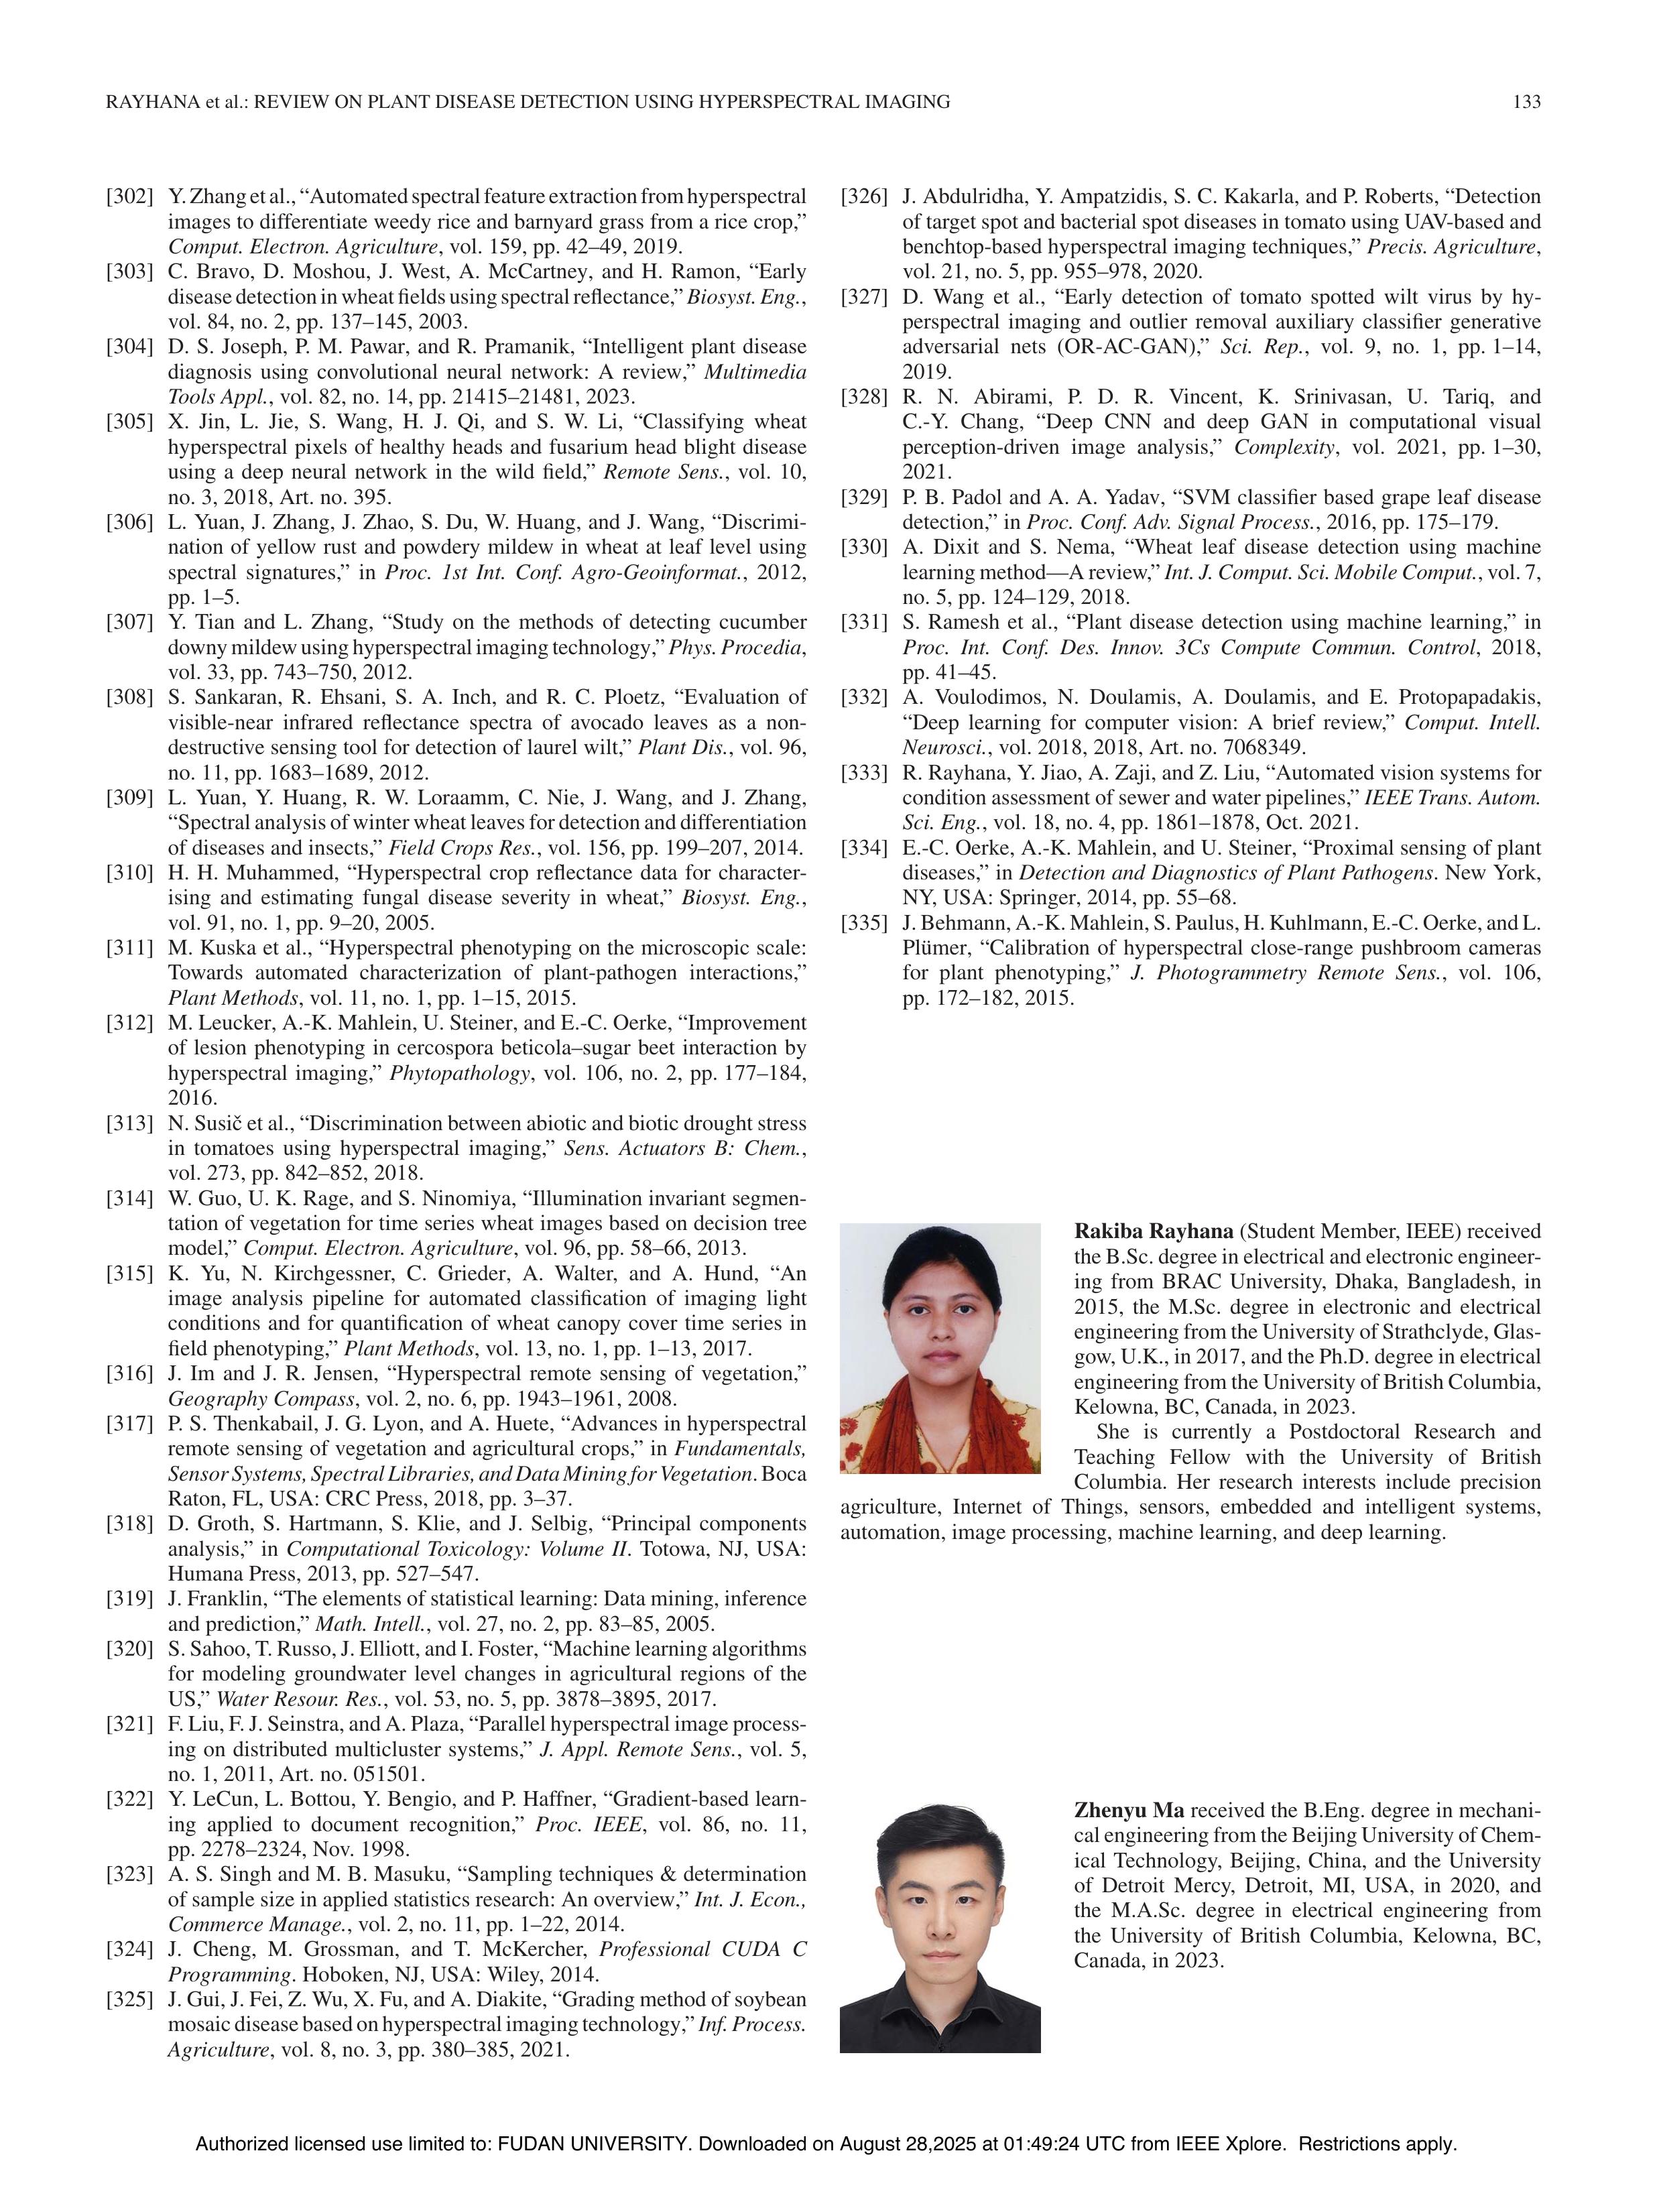 RAYHANA et al.: REVIEW ON PLANT DISEASE DETECTION USING HYPERSPECTRAL IMAGING
133
[302] Y. Zhang et al., “Automated spectral feature extraction from hyperspectral
images to differentiate weedy rice and barnyard grass from a rice crop,”
Comput. Electron. Agriculture, vol. 159, pp. 42–49, 2019.
[303] C. Bravo, D. Moshou, J. West, A. McCartney, and H. Ramon, “Early
disease detection in wheat fields using spectral reflectance,” Biosyst. Eng.,
vol. 84, no. 2, pp. 137–145, 2003.
[304] D. S. Joseph, P. M. Pawar, and R. Pramanik, “Intelligent plant disease
diagnosis using convolutional neural network: A review,” Multimedia
Tools Appl., vol. 82, no. 14, pp. 21415–21481, 2023.
[305] X. Jin, L. Jie, S. Wang, H. J. Qi, and S. W. Li, “Classifying wheat
hyperspectral pixels of healthy heads and fusarium head blight disease
using a deep neural network in the wild field,” Remote Sens., vol. 10,
no. 3, 2018, Art. no. 395.
[306] L. Yuan, J. Zhang, J. Zhao, S. Du, W. Huang, and J. Wang, “Discrimi-
nation of yellow rust and powdery mildew in wheat at leaf level using
spectral signatures,” in Proc. 1st Int. Conf. Agro-Geoinformat., 2012,
pp. 1–5.
[307] Y. Tian and L. Zhang, “Study on the methods of detecting cucumber
downy mildew using hyperspectral imaging technology,” Phys. Procedia,
vol. 33, pp. 743–750, 2012.
[308] S. Sankaran, R. Ehsani, S. A. Inch, and R. C. Ploetz, “Evaluation of
visible-near infrared reflectance spectra of avocado leaves as a non-
destructive sensing tool for detection of laurel wilt,” Plant Dis., vol. 96,
no. 11, pp. 1683–1689, 2012.
[309] L. Yuan, Y. Huang, R. W. Loraamm, C. Nie, J. Wang, and J. Zhang,
“Spectral analysis of winter wheat leaves for detection and differentiation
of diseases and insects,” Field Crops Res., vol. 156, pp. 199–207, 2014.
[310] H. H. Muhammed, “Hyperspectral crop reflectance data for character-
ising and estimating fungal disease severity in wheat,” Biosyst. Eng.,
vol. 91, no. 1, pp. 9–20, 2005.
[311] M. Kuska et al., “Hyperspectral phenotyping on the microscopic scale:
Towards automated characterization of plant-pathogen interactions,”
Plant Methods, vol. 11, no. 1, pp. 1–15, 2015.
[312] M. Leucker, A.-K. Mahlein, U. Steiner, and E.-C. Oerke, “Improvement
of lesion phenotyping in cercospora beticola–sugar beet interaction by
hyperspectral imaging,” Phytopathology, vol. 106, no. 2, pp. 177–184,
2016.
[313] N. Susič et al., “Discrimination between abiotic and biotic drought stress
in tomatoes using hyperspectral imaging,” Sens. Actuators B: Chem.,
vol. 273, pp. 842–852, 2018.
[314] W. Guo, U. K. Rage, and S. Ninomiya, “Illumination invariant segmen-
tation of vegetation for time series wheat images based on decision tree
model,” Comput. Electron. Agriculture, vol. 96, pp. 58–66, 2013.
[315] K. Yu, N. Kirchgessner, C. Grieder, A. Walter, and A. Hund, “An
image analysis pipeline for automated classification of imaging light
conditions and for quantification of wheat canopy cover time series in
field phenotyping,” Plant Methods, vol. 13, no. 1, pp. 1–13, 2017.
[316] J. Im and J. R. Jensen, “Hyperspectral remote sensing of vegetation,”
Geography Compass, vol. 2, no. 6, pp. 1943–1961, 2008.
[317] P. S. Thenkabail, J. G. Lyon, and A. Huete, “Advances in hyperspectral
remote sensing of vegetation and agricultural crops,” in Fundamentals,
Sensor Systems, Spectral Libraries, and Data Mining for Vegetation. Boca
Raton, FL, USA: CRC Press, 2018, pp. 3–37.
[318] D. Groth, S. Hartmann, S. Klie, and J. Selbig, “Principal components
analysis,” in Computational Toxicology: Volume II. Totowa, NJ, USA:
Humana Press, 2013, pp. 527–547.
[319] J. Franklin, “The elements of statistical learning: Data mining, inference
and prediction,” Math. Intell., vol. 27, no. 2, pp. 83–85, 2005.
[320] S. Sahoo, T. Russo, J. Elliott, and I. Foster, “Machine learning algorithms
for modeling groundwater level changes in agricultural regions of the
US,” Water Resour. Res., vol. 53, no. 5, pp. 3878–3895, 2017.
[321] F. Liu, F. J. Seinstra, and A. Plaza, “Parallel hyperspectral image process-
ing on distributed multicluster systems,” J. Appl. Remote Sens., vol. 5,
no. 1, 2011, Art. no. 051501.
[322] Y. LeCun, L. Bottou, Y. Bengio, and P. Haffner, “Gradient-based learn-
ing applied to document recognition,” Proc. IEEE, vol. 86, no. 11,
pp. 2278–2324, Nov. 1998.
[323] A. S. Singh and M. B. Masuku, “Sampling techniques & determination
of sample size in applied statistics research: An overview,” Int. J. Econ.,
Commerce Manage., vol. 2, no. 11, pp. 1–22, 2014.
[324] J. Cheng, M. Grossman, and T. McKercher, Professional CUDA C
Programming. Hoboken, NJ, USA: Wiley, 2014.
[325] J. Gui, J. Fei, Z. Wu, X. Fu, and A. Diakite, “Grading method of soybean
mosaic disease based on hyperspectral imaging technology,” Inf. Process.
Agriculture, vol. 8, no. 3, pp. 380–385, 2021.
[326] J. Abdulridha, Y. Ampatzidis, S. C. Kakarla, and P. Roberts, “Detection
of target spot and bacterial spot diseases in tomato using UAV-based and
benchtop-based hyperspectral imaging techniques,” Precis. Agriculture,
vol. 21, no. 5, pp. 955–978, 2020.
[327] D. Wang et al., “Early detection of tomato spotted wilt virus by hy-
perspectral imaging and outlier removal auxiliary classifier generative
adversarial nets (OR-AC-GAN),” Sci. Rep., vol. 9, no. 1, pp. 1–14,
2019.
[328] R. N. Abirami, P. D. R. Vincent, K. Srinivasan, U. Tariq, and
C.-Y. Chang, “Deep CNN and deep GAN in computational visual
perception-driven image analysis,” Complexity, vol. 2021, pp. 1–30,
2021.
[329] P. B. Padol and A. A. Yadav, “SVM classifier based grape leaf disease
detection,” in Proc. Conf. Adv. Signal Process., 2016, pp. 175–179.
[330] A. Dixit and S. Nema, “Wheat leaf disease detection using machine
learning method—A review,” Int. J. Comput. Sci. Mobile Comput., vol. 7,
no. 5, pp. 124–129, 2018.
[331] S. Ramesh et al., “Plant disease detection using machine learning,” in
Proc. Int. Conf. Des. Innov. 3Cs Compute Commun. Control, 2018,
pp. 41–45.
[332] A. Voulodimos, N. Doulamis, A. Doulamis, and E. Protopapadakis,
“Deep learning for computer vision: A brief review,” Comput. Intell.
Neurosci., vol. 2018, 2018, Art. no. 7068349.
[333] R. Rayhana, Y. Jiao, A. Zaji, and Z. Liu, “Automated vision systems for
condition assessment of sewer and water pipelines,” IEEE Trans. Autom.
Sci. Eng., vol. 18, no. 4, pp. 1861–1878, Oct. 2021.
[334] E.-C. Oerke, A.-K. Mahlein, and U. Steiner, “Proximal sensing of plant
diseases,” in Detection and Diagnostics of Plant Pathogens. New York,
NY, USA: Springer, 2014, pp. 55–68.
[335] J. Behmann, A.-K. Mahlein, S. Paulus, H. Kuhlmann, E.-C. Oerke, and L.
Plümer, “Calibration of hyperspectral close-range pushbroom cameras
for plant phenotyping,” J. Photogrammetry Remote Sens., vol. 106,
pp. 172–182, 2015.
Rakiba Rayhana (Student Member, IEEE) received
the B.Sc. degree in electrical and electronic engineer-
ing from BRAC University, Dhaka, Bangladesh, in
2015, the M.Sc. degree in electronic and electrical
engineering from the University of Strathclyde, Glas-
gow, U.K., in 2017, and the Ph.D. degree in electrical
engineering from the University of British Columbia,
Kelowna, BC, Canada, in 2023.
She is currently a Postdoctoral Research and
Teaching Fellow with the University of British
Columbia. Her research interests include precision
agriculture, Internet of Things, sensors, embedded and intelligent systems,
automation, image processing, machine learning, and deep learning.
Zhenyu Ma received the B.Eng. degree in mechani-
cal engineering from the Beijing University of Chem-
ical Technology, Beijing, China, and the University
of Detroit Mercy, Detroit, MI, USA, in 2020, and
the M.A.Sc. degree in electrical engineering from
the University of British Columbia, Kelowna, BC,
Canada, in 2023.
Authorized licensed use limited to: FUDAN UNIVERSITY. Downloaded on August 28,2025 at 01:49:24 UTC from IEEE Xplore. Restrictions apply.